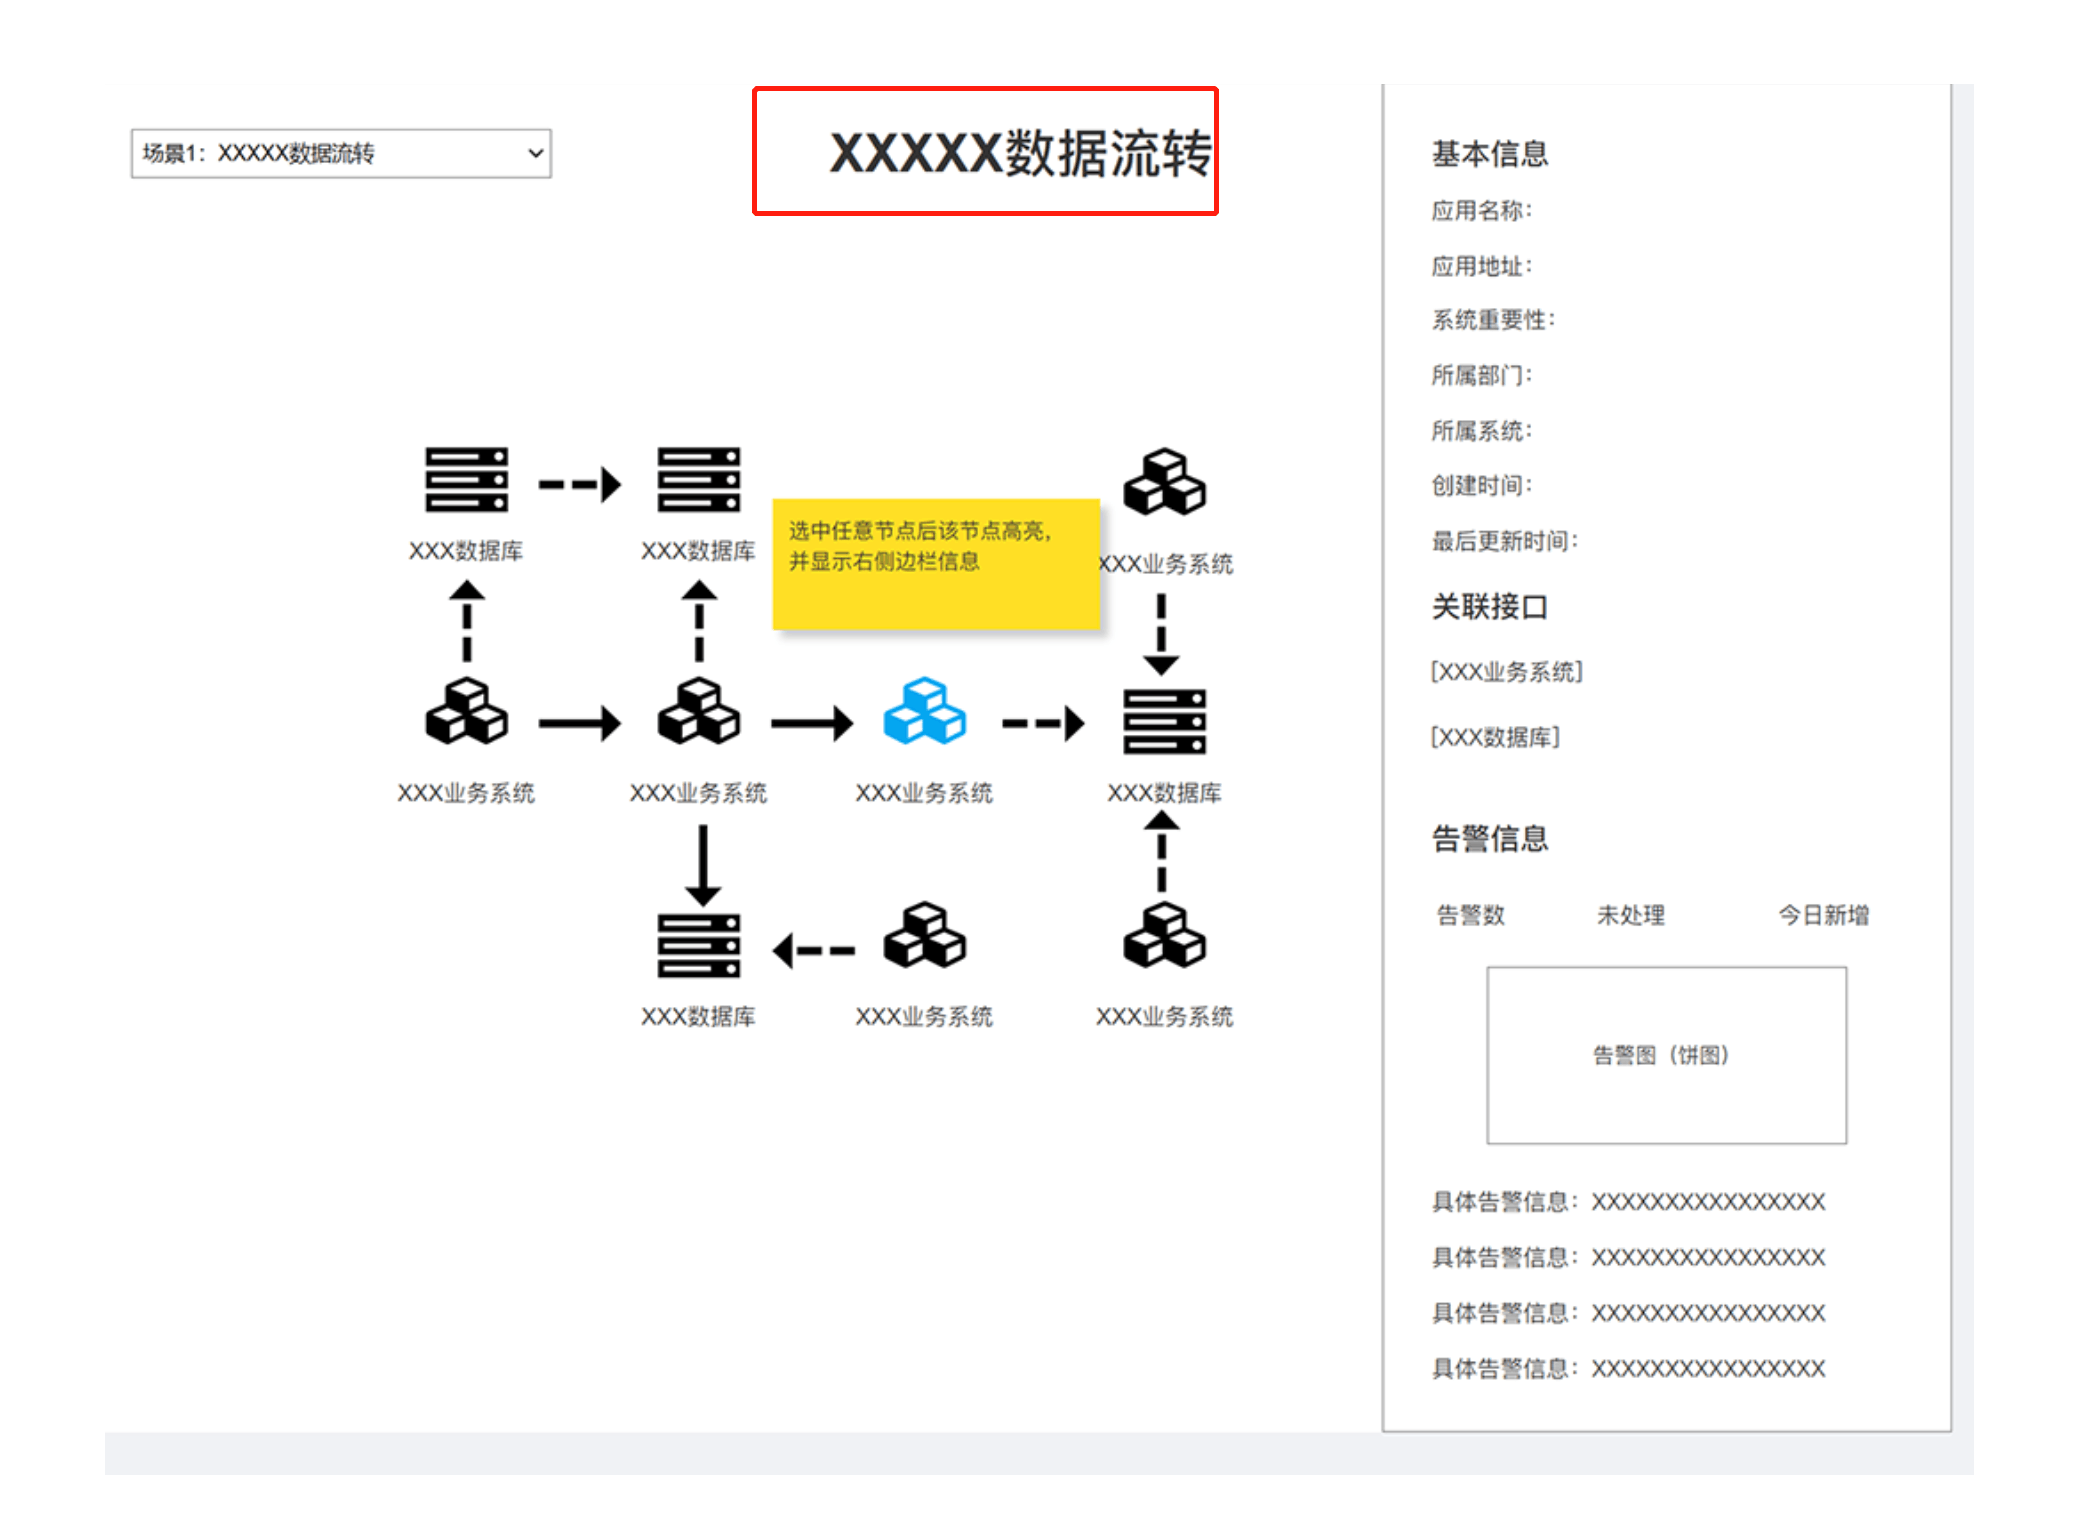 场景1：XXXXX数据流转
XXXXX数据流转
XXX数据库
XXX数据库
选中任意节点后该节点高亮，
并显示右侧边栏信息
XXX业务系统
XXX业务系统
XXX业务系统
XXX业务系统
XXX数据库
XXX数据库
XXX业务系统
XXX业务系统
基本信息
应用名称：
应用地址：
系统重要性：
所属部门：
所属系统：
创建时间：
最后更新时间：
关联接口
[XXX业务系统]
[XXX数据库]
告警信息
告警数 未处理 今日新增
告警图（饼图）
具体告警信息：XXXXXXXXXXXXXXXX
具体告警信息：XXXXXXXXXXXXXXXX
具体告警信息：XXXXXXXXXXXXXXXX
具体告警信息：XXXXXXXXXXXXXXXX